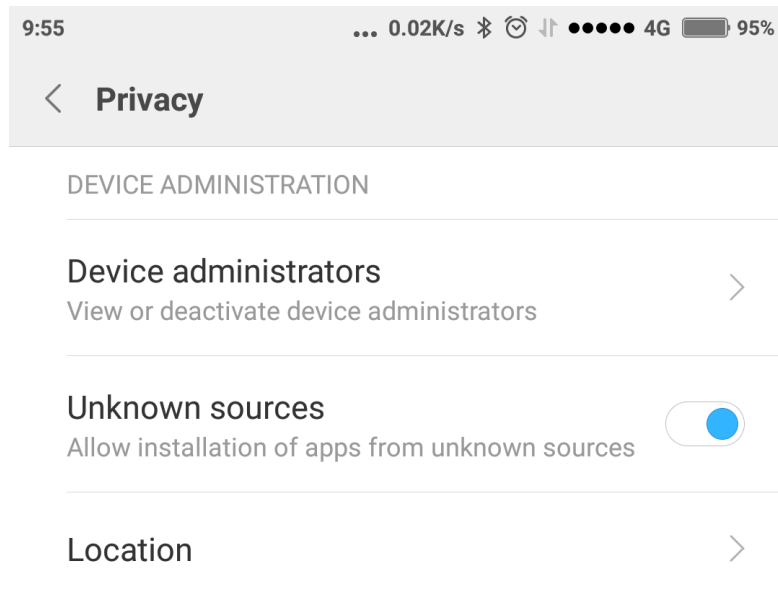 9:55 ... 0.02K/s 4G 95%
Privacy
DEVICE ADMINISTRATION
Device administrators
View or deactivate device administrators
Unknown sources
Allow installation of apps from unknown sources
Location